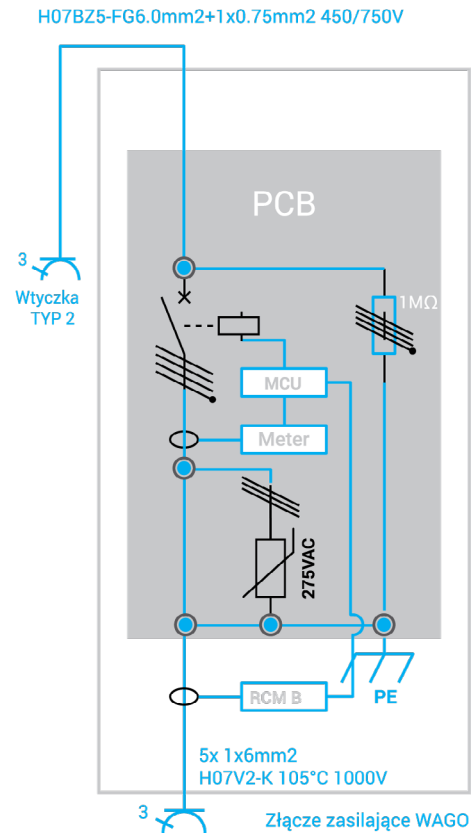 H07BZ5-FG6.0mm2+1x0.75mm2 450/750V
PCB
3
Wtyczka
TYP 2
1MΩ
MCU
Meter
275VAC
RCM B
PE
5x 1x6mm2
H07V2-K 105°C 1000V
3
Złącze zasilające WAGO